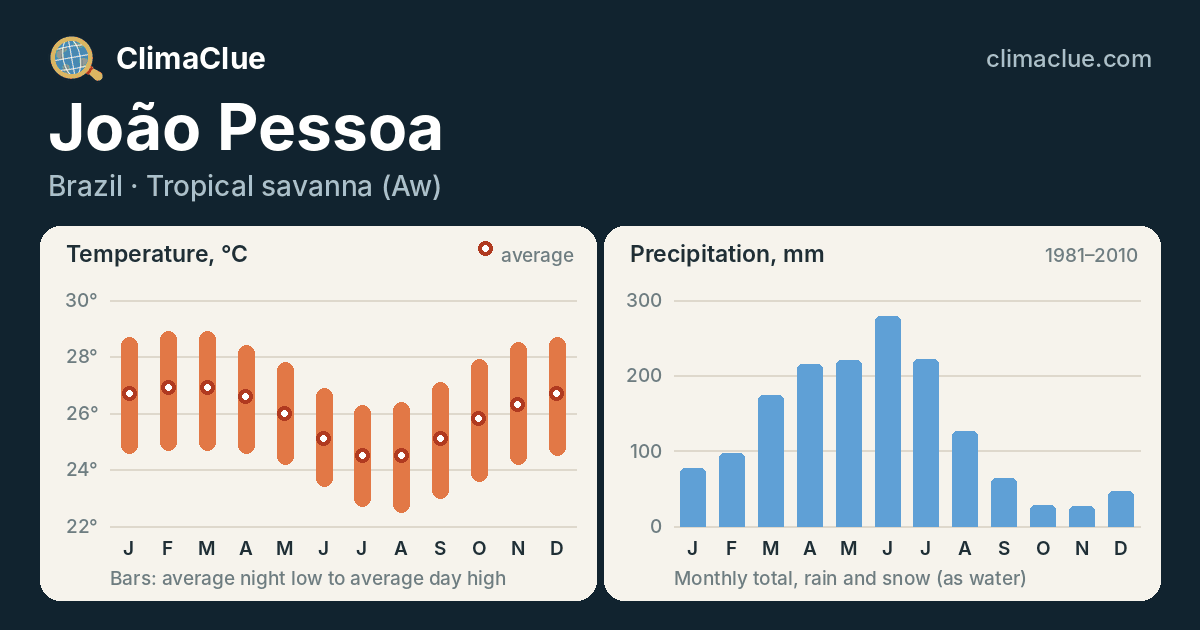 ClimaClue
climaclue.com
João Pessoa
Brazil · Tropical savanna (Aw)
Temperature, °C
average
30°
28°
26°
24°
22°
J F M A M J J A S O N D
Bars: average night low to average day high
Precipitation, mm
1981–2010
300
200
100
0
J F M A M J J A S O N D
Monthly total, rain and snow (as water)